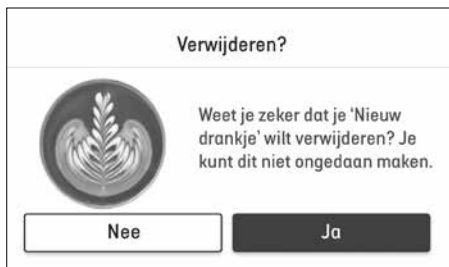 Verwijderen?
Weet je zeker dat je ‘Nieuw
drankje’ wilt verwijderen? Je
kunt dit niet ongedaan maken.
Nee
Ja